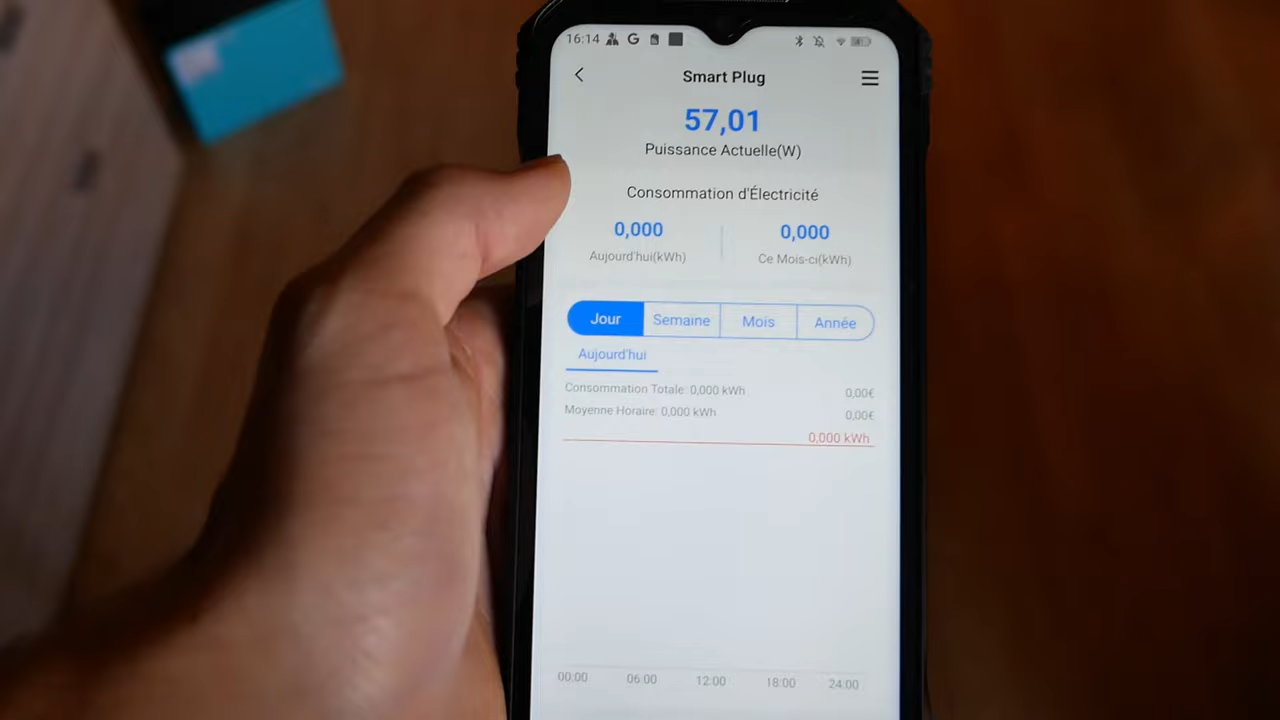 16:14
Smart Plug
57,01
Puissance Actuelle(W)
Consommation d'Électricité
0,000 0,000
Aujourd'hui(kWh) Ce Mois-ci(kWh)
Jour Semaine Mois Année
Aujourd'hui
Consommation Totale: 0,000 kWh 0,00€
Moyenne Horaire: 0,000 kWh 0,00€
0,000 kWh
00:00 06:00 12:00 18:00 24:00